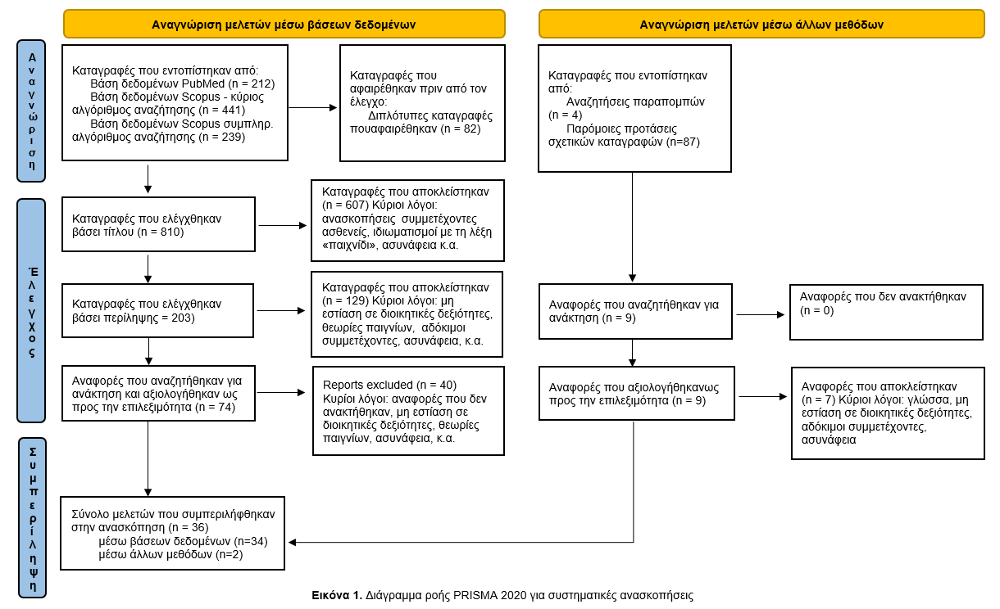 Αναγνώριση μελετών μέσω βάσεων δεδομένων
Αναγνώριση μελετών μέσω άλλων μεθόδων
Αναγνώριση
Καταγραφές που εντοπίστηκαν από:
Βάση δεδομένων PubMed (n = 212)
Βάση δεδομένων Scopus - κύριος
αλγόριθμος αναζήτησης (n = 441)
Βάση δεδομένων Scopus συμπληρ.
αλγόριθμος αναζήτησης (n = 239)
Καταγραφές που
αφαιρέθηκαν πριν από τον
έλεγχο:
Διπλότυπες καταγραφές
πουαφαιρέθηκαν (n = 82)
Καταγραφές που εντοπίστηκαν
από:
Αναζητήσεις παραπομπών
(n = 4)
Παρόμοιες προτάσεις
σχετικών καταγραφών (n=87)
Έλεγχος
Καταγραφές που ελέγχθηκαν
βάσει τίτλου (n = 810)
Καταγραφές που αποκλείστηκαν
(n = 607) Κύριοι λόγοι:
ανασκοπήσεις συμμετέχοντες
ασθενείς, ιδιωματισμοί με τη λέξη
«παιχνίδι», ασυνάφεια κ.α.
Καταγραφές που ελέγχθηκαν
βάσει περίληψης = 203)
Καταγραφές που αποκλείστηκαν
(n = 129) Κύριοι λόγοι: μη
εστίαση σε διοικητικές δεξιότητες,
θεωρίες παιγνίων, αδόκιμοι
συμμετέχοντες, ασυνάφεια, κ.α.
Αναφορές που αναζητήθηκαν για
ανάκτηση (n = 9)
Αναφορές που δεν ανακτήθηκαν
(n = 0)
Αναφορές που αναζητήθηκαν για
ανάκτηση και αξιολογήθηκαν ως
προς την επιλεξιμότητα (n = 74)
Reports excluded (n = 40)
Κυρίοι λόγοι: αναφορές που δεν
ανακτήθηκαν, μη εστίαση σε
διοικητικές δεξιότητες, θεωρίες
παιγνίων, ασυνάφεια, κ.α.
Αναφορές που αξιολογήθηκανως
προς την επιλεξιμότητα (n = 9)
Αναφορές που αποκλείστηκαν
(n = 7) Κύριοι λόγοι: γλώσσα, μη
εστίαση σε διοικητικές δεξιότητες,
αδόκιμοι συμμετέχοντες,
ασυνάφεια
Συμπερίληψη
Σύνολο μελετών που συμπεριλήφθηκαν
στην ανασκόπηση (n = 36)
μέσω βάσεων δεδομένων (n=34)
μέσω άλλων μεθόδων (n=2)
Εικόνα 1. Διάγραμμα ροής PRISMA 2020 για συστηματικές ανασκοπήσεις